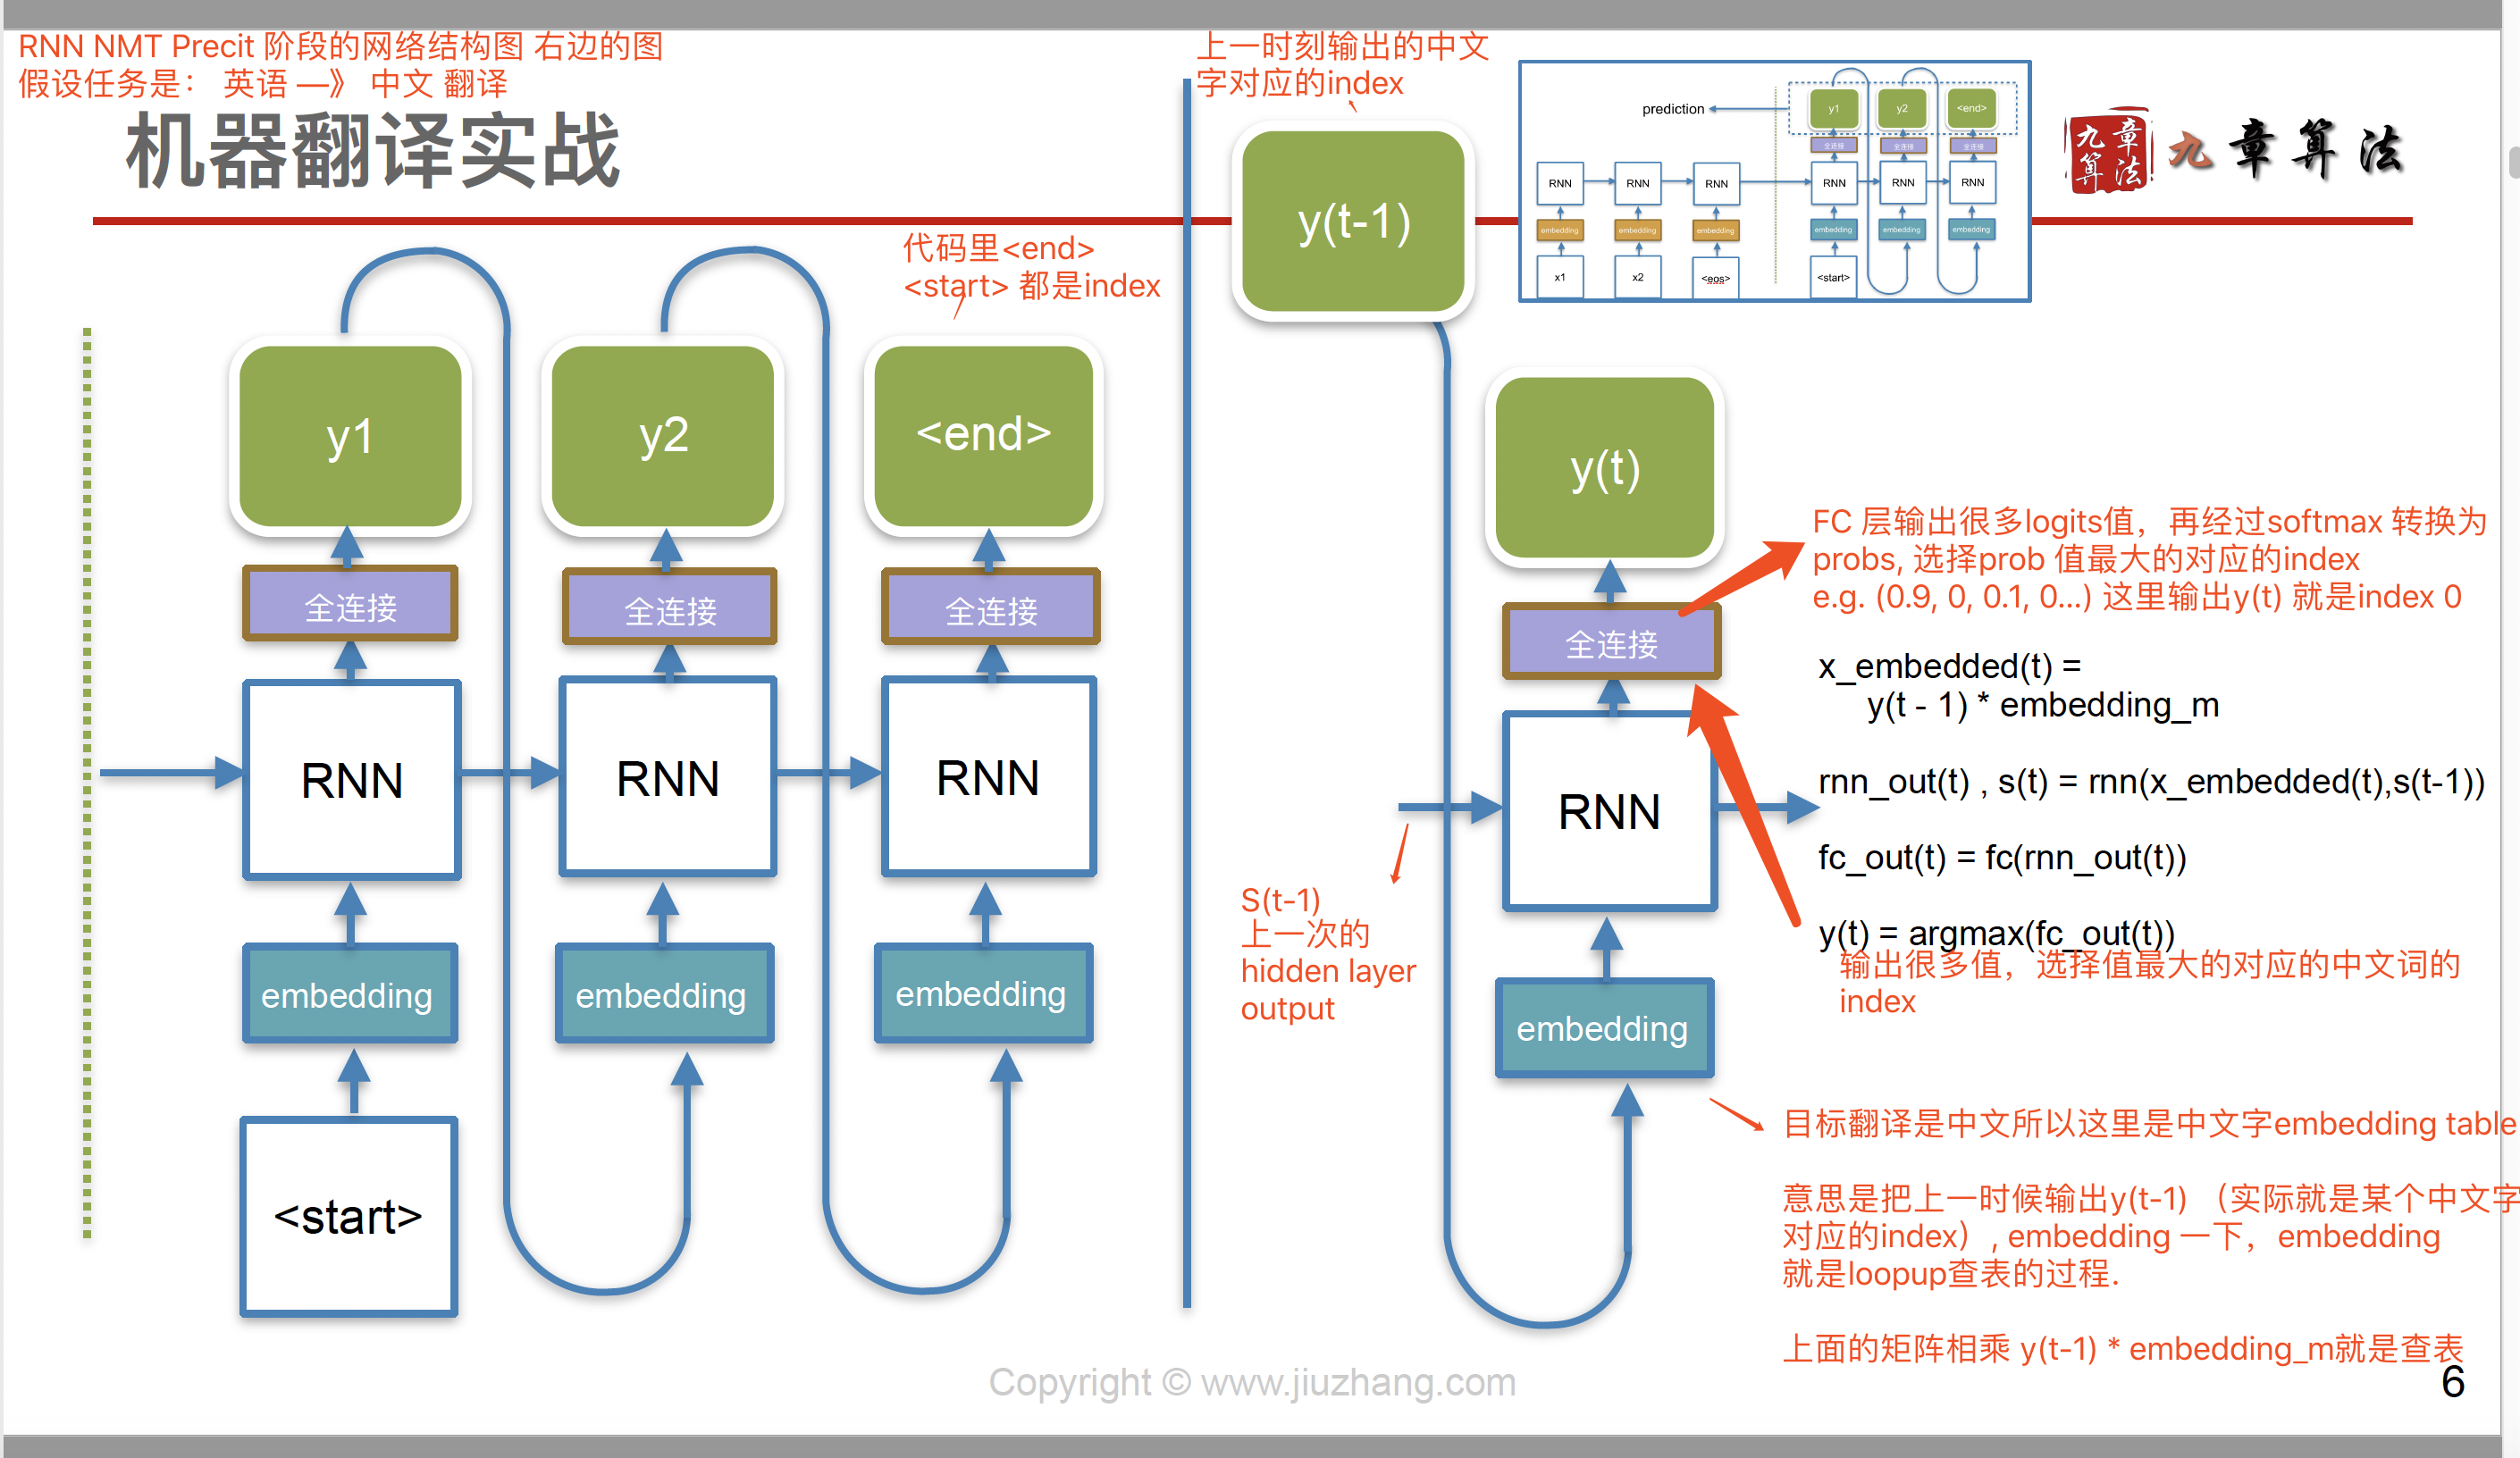 RNN NMT Precit 阶段的网络结构图 右边的图
假设任务是： 英语 —》 中文 翻译
机器翻译实战
上一时刻输出的中文
字对应的index
y(t-1)
prediction
y1
y2
<end>
全连接
全连接
全连接
RNN
RNN
RNN
RNN
RNN
RNN
embedding
embedding
embedding
embedding
embedding
embedding
x1
x2
<eos>
<start>
九章
算法
九章算法
代码里<end>
<start> 都是index
y1
y2
<end>
全连接
全连接
全连接
RNN
RNN
RNN
embedding
embedding
embedding
<start>
y(t)
全连接
RNN
embedding
S(t-1)
上一次的
hidden layer
output
FC 层输出很多logits值，再经过softmax 转换为
probs, 选择prob 值最大的对应的index
e.g. (0.9, 0, 0.1, 0...) 这里输出y(t) 就是index 0
x_embedded(t) =
y(t - 1) * embedding_m
rnn_out(t) , s(t) = rnn(x_embedded(t),s(t-1))
fc_out(t) = fc(rnn_out(t))
y(t) = argmax(fc_out(t))
输出很多值，选择值最大的对应的中文词的
index
目标翻译是中文所以这里是中文字embedding table
意思是把上一时候输出y(t-1) （实际就是某个中文字
对应的index）, embedding 一下，embedding
就是loopup查表的过程.
上面的矩阵相乘 y(t-1) * embedding_m就是查表
Copyright © www.jiuzhang.com
6